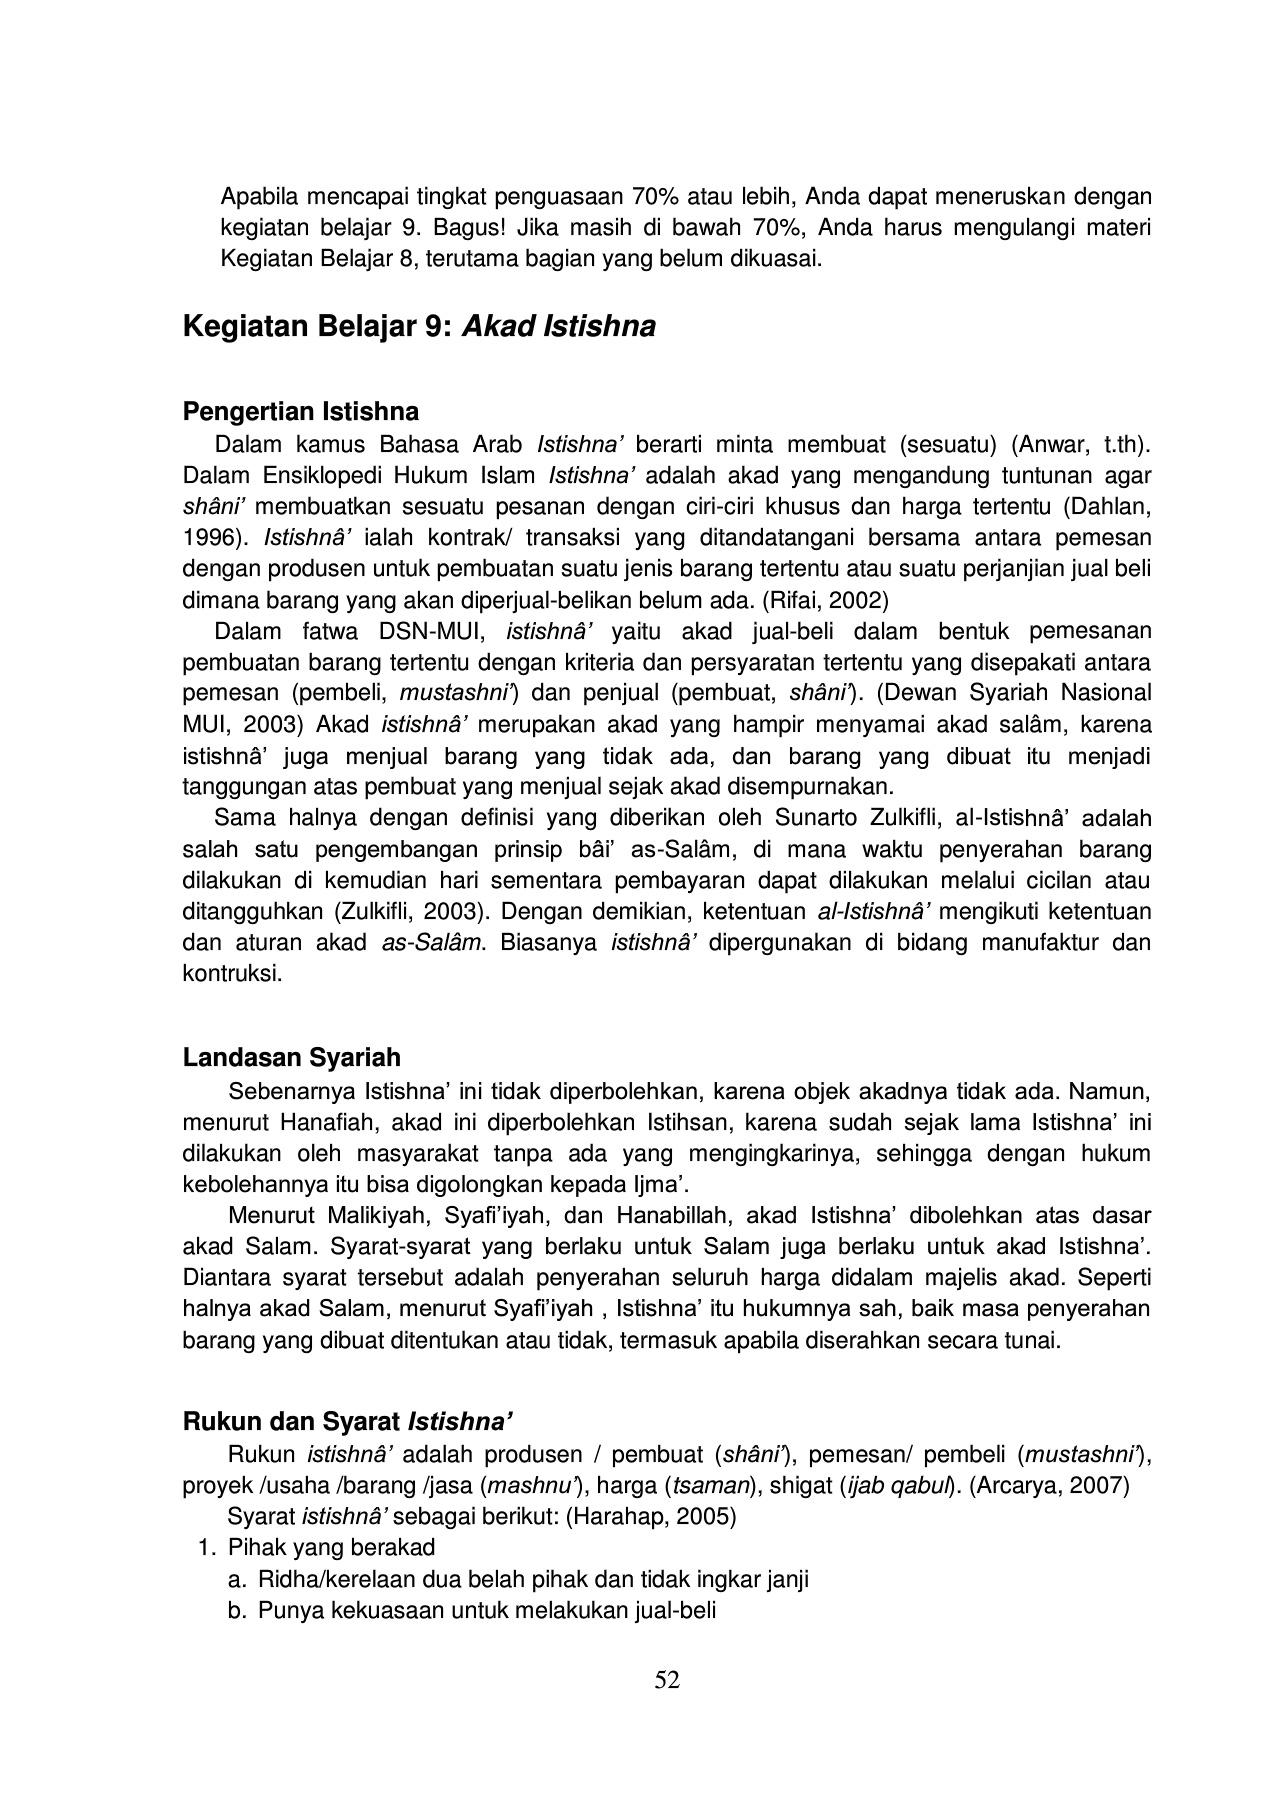 Apabila mencapai tingkat penguasaan 70% atau lebih, Anda dapat meneruskan dengan
kegiatan belajar 9. Bagus! Jika masih di bawah 70%, Anda harus mengulangi materi
Kegiatan Belajar 8, terutama bagian yang belum dikuasai.
Kegiatan Belajar 9: Akad Istishna
Pengertian Istishna
Dalam kamus Bahasa Arab Istishna’ berarti minta membuat (sesuatu) (Anwar, t.th).
Dalam Ensiklopedi Hukum Islam Istishna’ adalah akad yang mengandung tuntunan agar
shâni’ membuatkan sesuatu pesanan dengan ciri-ciri khusus dan harga tertentu (Dahlan,
1996). Istishnâ’ ialah kontrak/ transaksi yang ditandatangani bersama antara pemesan
dengan produsen untuk pembuatan suatu jenis barang tertentu atau suatu perjanjian jual beli
dimana barang yang akan diperjual-belikan belum ada. (Rifai, 2002)
Dalam fatwa DSN-MUI, istishnâ’ yaitu akad jual-beli dalam bentuk pemesanan
pembuatan barang tertentu dengan kriteria dan persyaratan tertentu yang disepakati antara
pemesan (pembeli, mustashni’) dan penjual (pembuat, shâni’). (Dewan Syariah Nasional
MUI, 2003) Akad istishnâ’ merupakan akad yang hampir menyamai akad salâm, karena
istishnâ’ juga menjual barang yang tidak ada, dan barang yang dibuat itu menjadi
tanggungan atas pembuat yang menjual sejak akad disempurnakan.
Sama halnya dengan definisi yang diberikan oleh Sunarto Zulkifli, al-Istishnâ’ adalah
salah satu pengembangan prinsip bâi’ as-Salâm, di mana waktu penyerahan barang
dilakukan di kemudian hari sementara pembayaran dapat dilakukan melalui cicilan atau
ditangguhkan (Zulkifli, 2003). Dengan demikian, ketentuan al-Istishnâ’ mengikuti ketentuan
dan aturan akad as-Salâm. Biasanya istishnâ’ dipergunakan di bidang manufaktur dan
kontruksi.
Landasan Syariah
Sebenarnya Istishna’ ini tidak diperbolehkan, karena objek akadnya tidak ada. Namun,
menurut Hanafiah, akad ini diperbolehkan Istihsan, karena sudah sejak lama Istishna’ ini
dilakukan oleh masyarakat tanpa ada yang mengingkarinya, sehingga dengan hukum
kebolehannya itu bisa digolongkan kepada Ijma’.
Menurut Malikiyah, Syafi’iyah, dan Hanabillah, akad Istishna’ dibolehkan atas dasar
akad Salam. Syarat-syarat yang berlaku untuk Salam juga berlaku untuk akad Istishna’.
Diantara syarat tersebut adalah penyerahan seluruh harga didalam majelis akad. Seperti
halnya akad Salam, menurut Syafi’iyah , Istishna’ itu hukumnya sah, baik masa penyerahan
barang yang dibuat ditentukan atau tidak, termasuk apabila diserahkan secara tunai.
Rukun dan Syarat Istishna’
Rukun istishnâ’ adalah produsen / pembuat (shâni’), pemesan/ pembeli (mustashni’),
proyek /usaha /barang /jasa (mashnu’), harga (tsaman), shigat (ijab qabul). (Arcarya, 2007)
Syarat istishnâ’ sebagai berikut: (Harahap, 2005)
1. Pihak yang berakad
a. Ridha/kerelaan dua belah pihak dan tidak ingkar janji
b. Punya kekuasaan untuk melakukan jual-beli
52